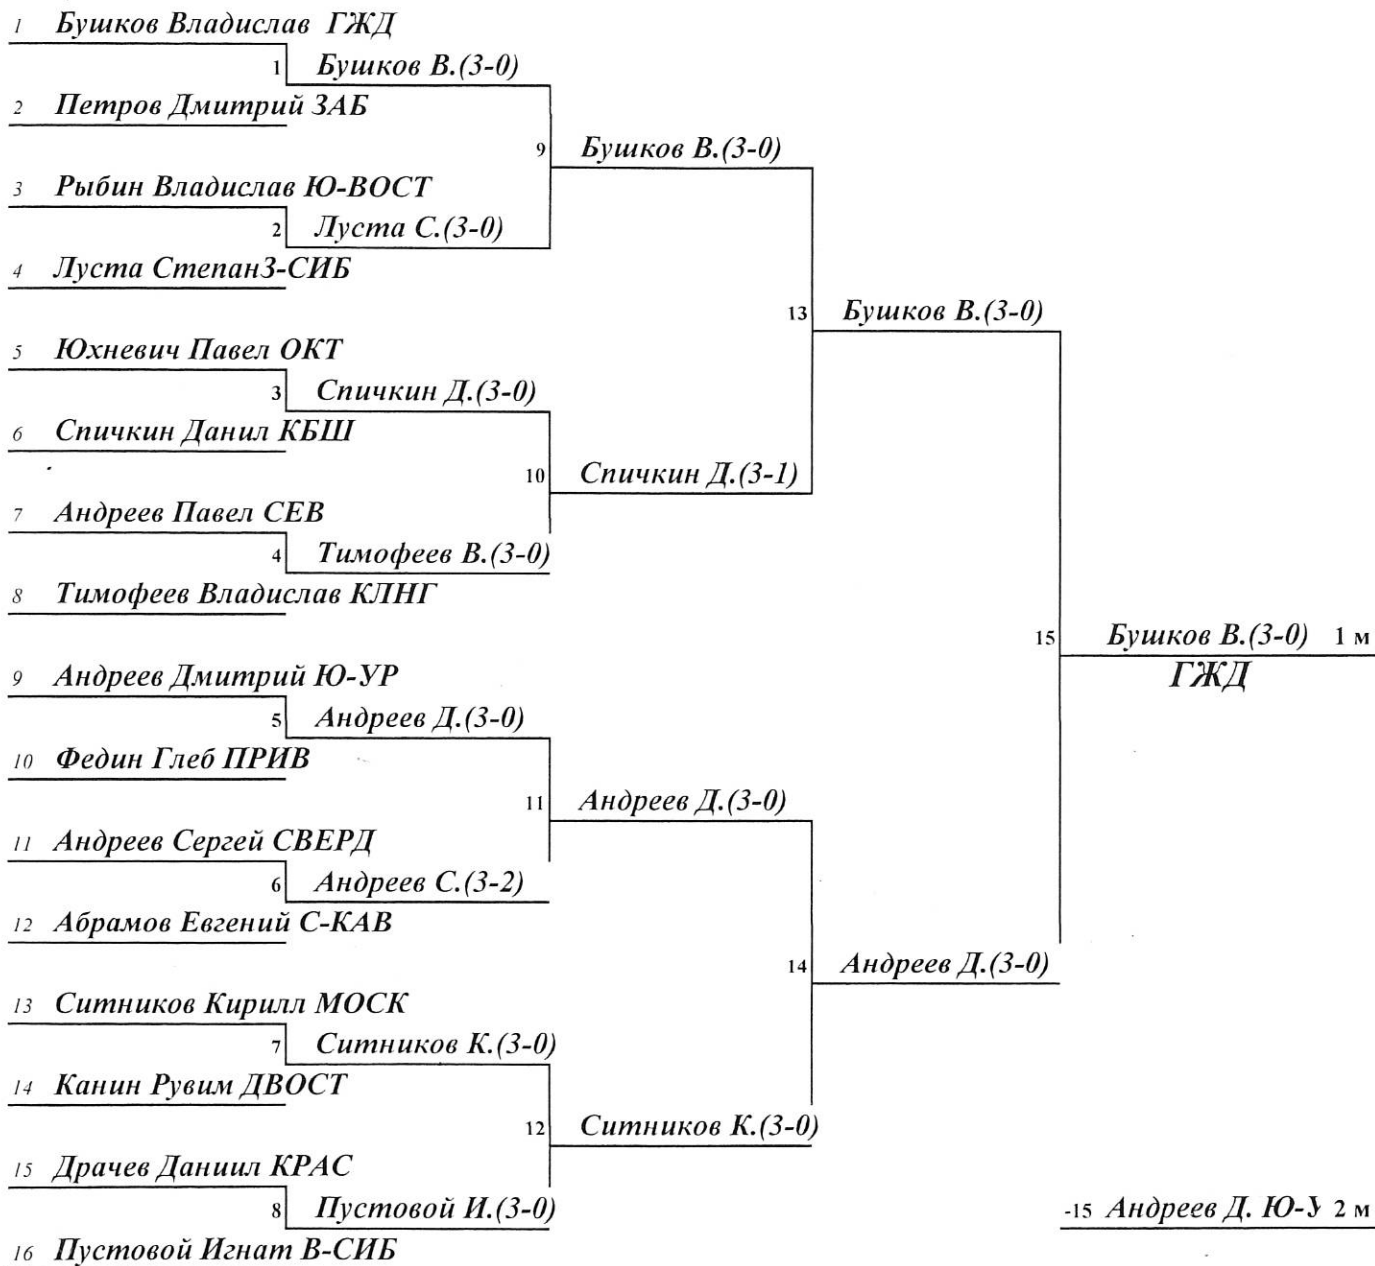 1 Бушков Владислав ГЖД
1 Бушков В.(3-0)
2 Петров Дмитрий ЗАБ
9 Бушков В.(3-0)
3 Рыбин Владислав Ю-ВОСТ
2 Луста С.(3-0)
4 Луста СтепанЗ-СИБ
13 Бушков В.(3-0)
5 Юхневич Павел ОКТ
3 Спичкин Д.(3-0)
6 Спичкин Данил КБШ
10 Спичкин Д.(3-1)
7 Андреев Павел СЕВ
4 Тимофеев В.(3-0)
8 Тимофеев Владислав КЛНГ
15 Бушков В.(3-0) 1 м
ГЖД
9 Андреев Дмитрий Ю-УР
5 Андреев Д.(3-0)
10 Федин Глеб ПРИВ
11 Андреев Д.(3-0)
11 Андреев Сергей СВЕРД
6 Андреев С.(3-2)
12 Абрамов Евгений С-КАВ
14 Андреев Д.(3-0)
13 Ситников Кирилл МОСК
7 Ситников К.(3-0)
14 Канин Рувим ДВОСТ
12 Ситников К.(3-0)
15 Драчев Даниил КРАС
8 Пустовой И.(3-0)
-15 Андреев Д. Ю-У 2 м
16 Пустовой Игнат В-СИБ